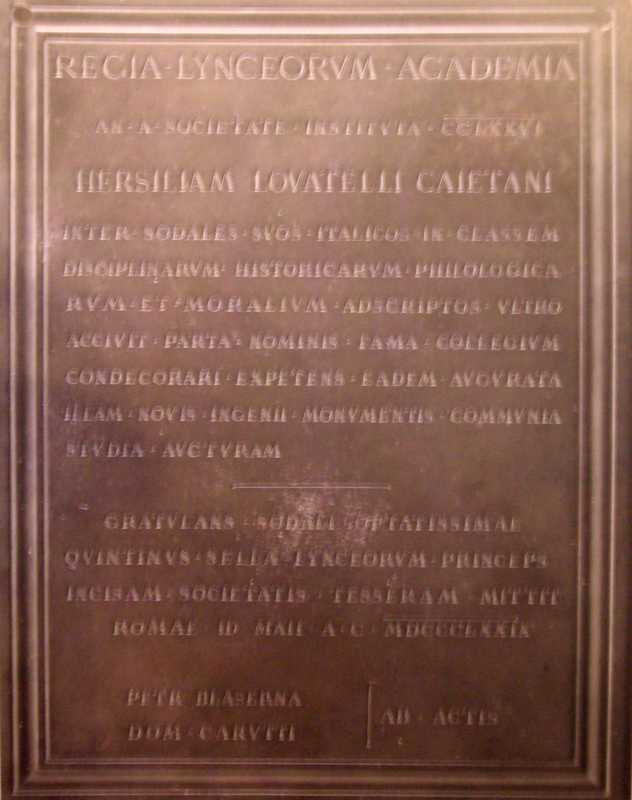 REGIA · LYNCEORVM · ACADEMIA
AN · A · SOCIETATE · INSTITVTA · CCLXXVI
HERSILIAM LOVATELLI CAIETANI
INTER · SODALES · SVOS · ITALICOS · IN · CLASSEM
DISCIPLINARVM · HISTORICARVM · PHILOLOGICA
RVM · ET · MORALIVM · ADSCRIPTOS · VLTRO
ACCIVIT · PARTA · NOMINIS · FAMA · COLLEGIVM
CONDECORARI · EXPETENS · EADEM · AVGVRATA
ILLAM · NOVIS · INGENII · MONVMENTIS · COMMVNIA
STVDIA · AVCTVRAM
GRATVLANS · SODALI OPTATISSIMAE
QVINTINVS · SELLA · LYNCEORVM · PRINCEPS
INCISAM · SOCIETATIS · TESSERAM · MITTIT
ROMAE · ID MAII · A · C · MDCCCLXXIX
PETR BLASERNA
DOM · CARVTTI
AB · ACTIS